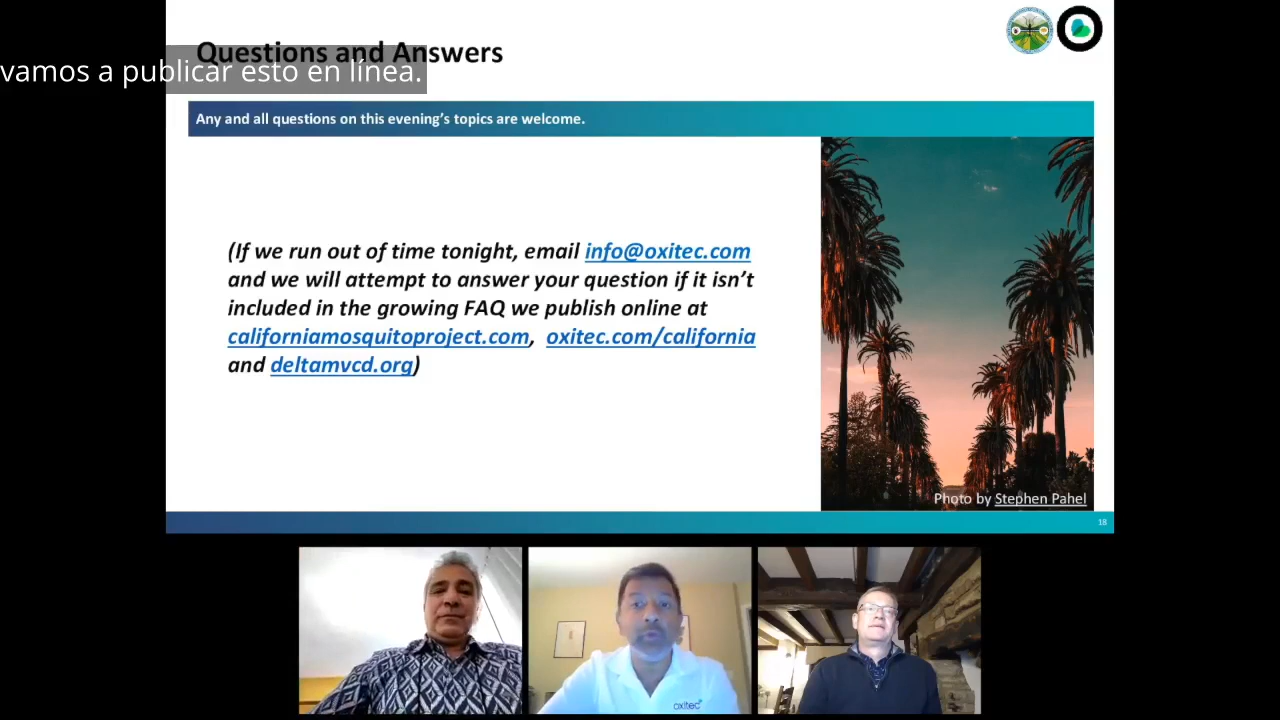 Questions and Answers
vamos a publicar esto en línea.
Any and all questions on this evening's topics are welcome.
(If we run out of time tonight, email info@oxitec.com
and we will attempt to answer your question if it isn't
included in the growing FAQ we publish online at
californiamosquitoproject.com, oxitec.com/california
and deltamvcd.org)
Photo by Stephen Pahel
18
oxitec